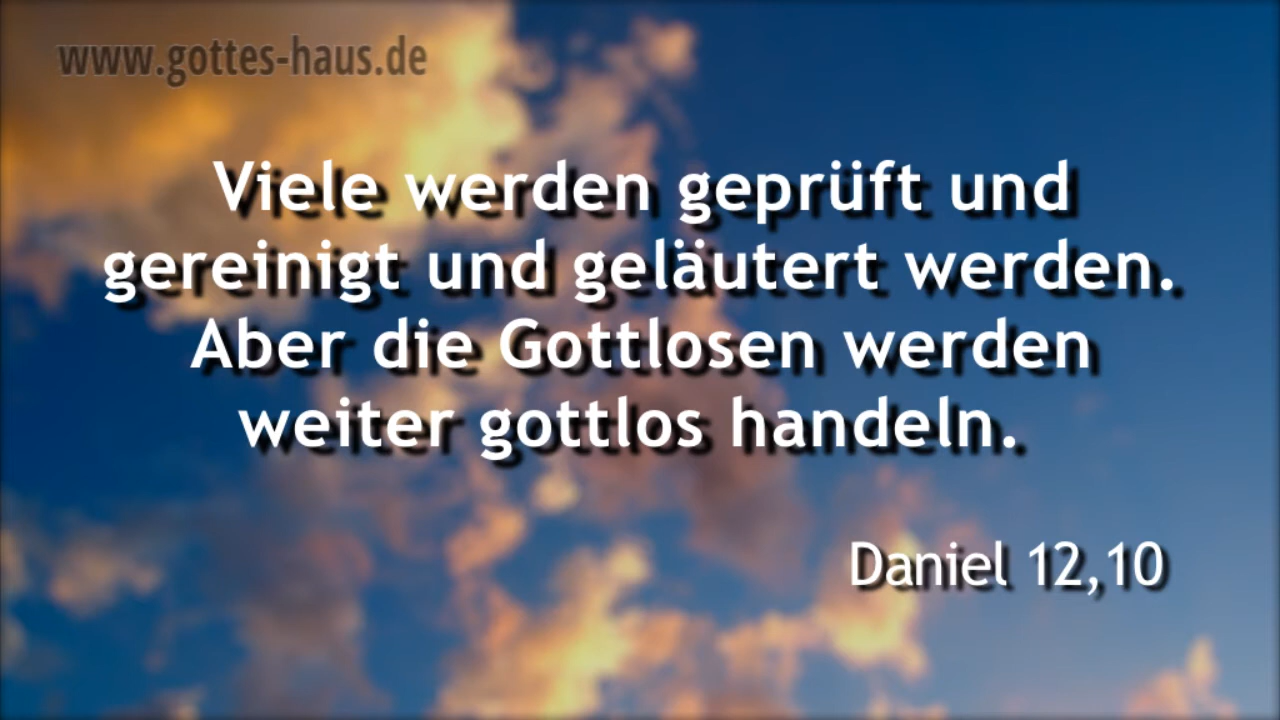 www.gottes-haus.de
Viele werden geprüft und
gereinigt und geläutert werden.
Aber die Gottlosen werden
weiter gottlos handeln.
Daniel 12,10